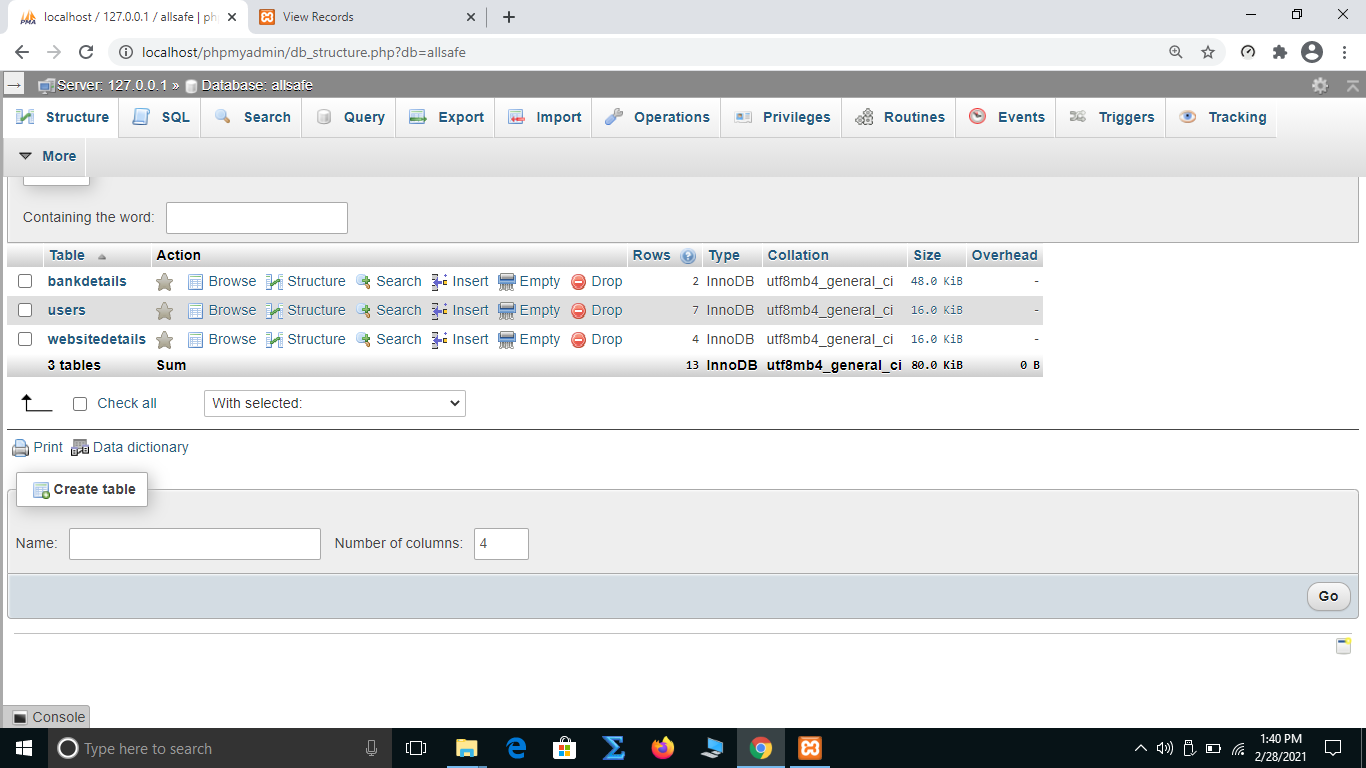 localhost / 127.0.0.1 / allsafe | ph
View Records
localhost/phpmyadmin/db_structure.php?db=allsafe
Server: 127.0.0.1 » Database: allsafe
Structure SQL Search Query Export Import Operations Privileges Routines Events Triggers Tracking
More
Containing the word:
Table Action Rows Type Collation Size Overhead
bankdetails Browse Structure Search Insert Empty Drop 2 InnoDB utf8mb4_general_ci 48.0 KiB -
users Browse Structure Search Insert Empty Drop 7 InnoDB utf8mb4_general_ci 16.0 KiB -
websitedetails Browse Structure Search Insert Empty Drop 4 InnoDB utf8mb4_general_ci 16.0 KiB -
3 tables Sum 13 InnoDB utf8mb4_general_ci 80.0 KiB 0 B
Check all With selected:
Print Data dictionary
Create table
Name: Number of columns: 4
Go
Console
Type here to search
1:40 PM
2/28/2021